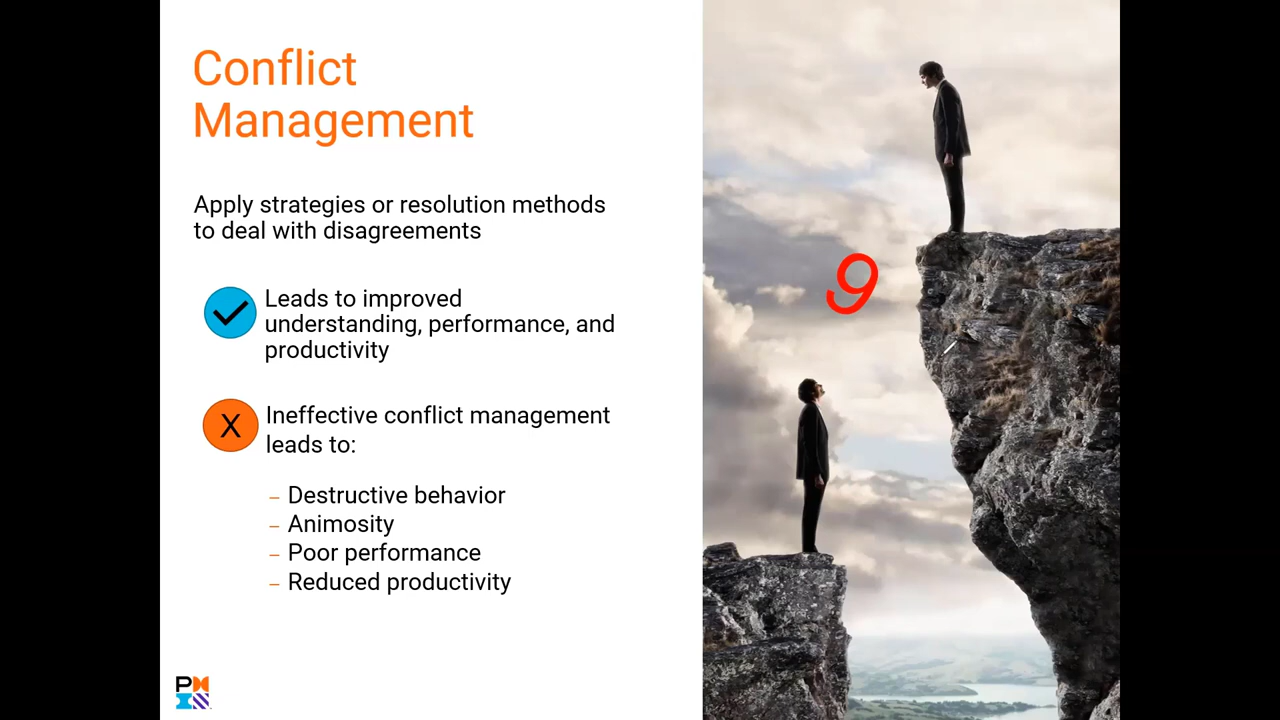 Conflict
Management
Apply strategies or resolution methods
to deal with disagreements
Leads to improved
understanding, performance, and
productivity
X
Ineffective conflict management
leads to:
– Destructive behavior
– Animosity
– Poor performance
– Reduced productivity
9
PMI